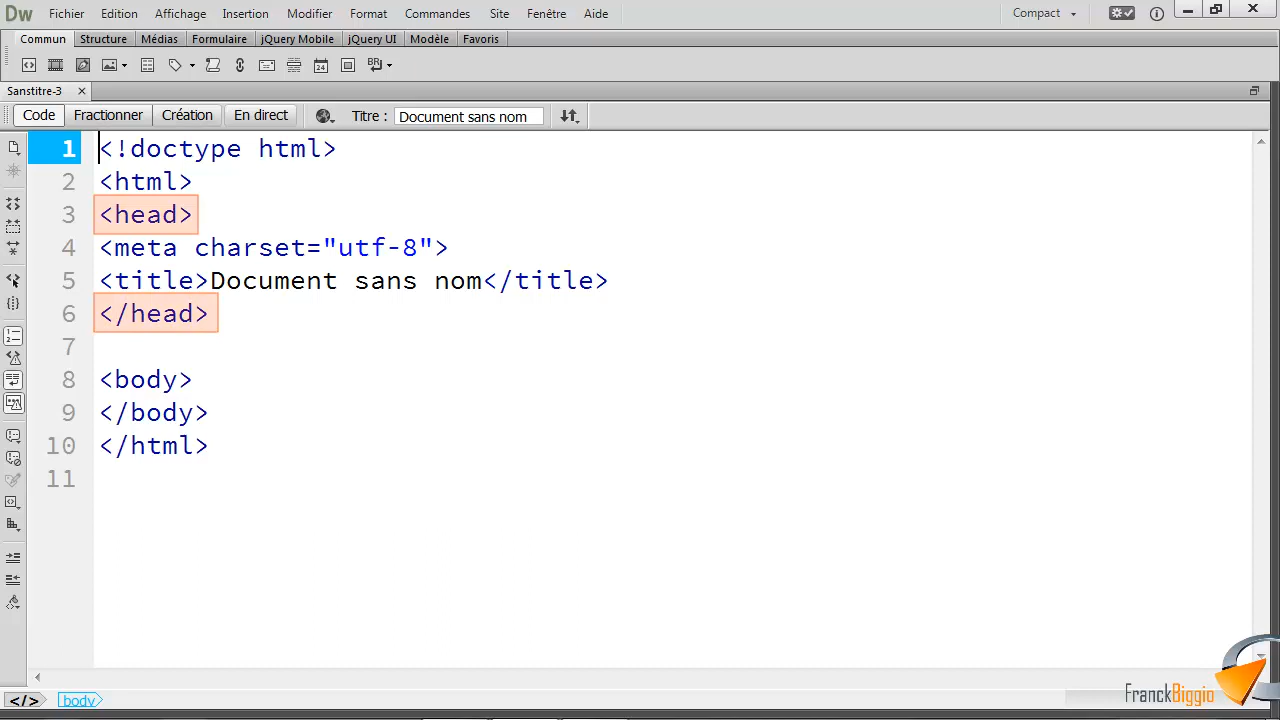 Dw Fichier Edition Affichage Insertion Modifier Format Commandes Site Fenêtre Aide Compact
Commun Structure Médias Formulaire jQuery Mobile jQuery UI Modèle Favoris
Sanstitre-3
Code Fractionner Création En direct Titre : Document sans nom
1 <!doctype html>
2 <html>
3 <head>
4 <meta charset="utf-8">
5 <title>Document sans nom</title>
6 </head>
7
8 <body>
9 </body>
10 </html>
11
</> body
FranckBiggio